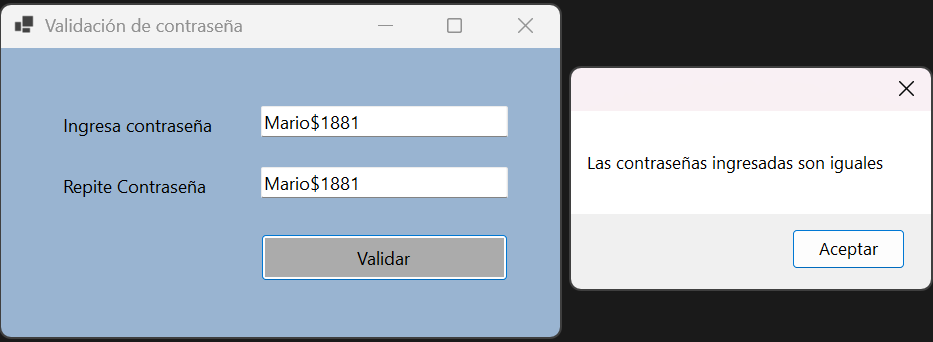 Validación de contraseña
Ingresa contraseña
Mario$1881
Repite Contraseña
Mario$1881
Validar
Las contraseñas ingresadas son iguales
Aceptar